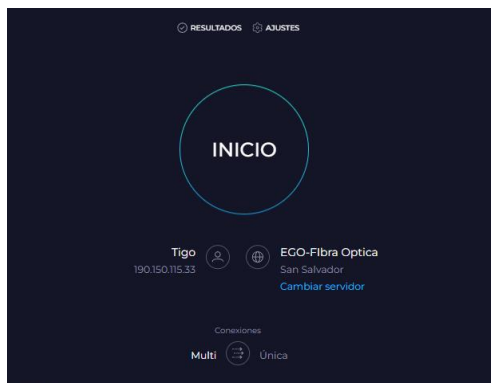 RESULTADOS AJUSTES
INICIO
Tigo
190.150.115.33
EGO-FIbra Optica
San Salvador
Cambiar servidor
Conexiones
Multi Única